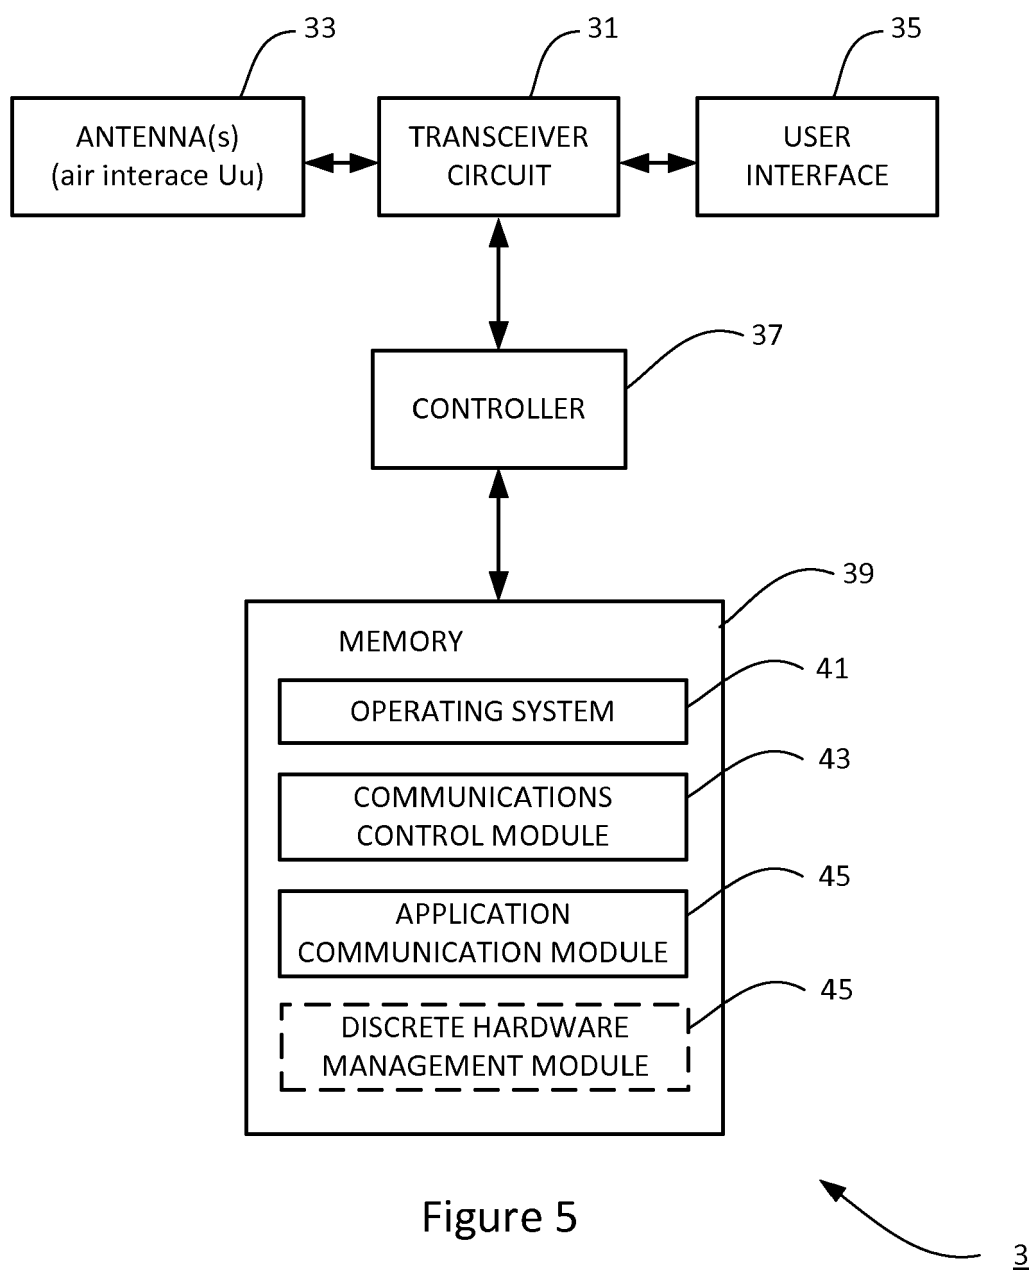 33
31
35
ANTENNA(s)
(air interace Uu)
TRANSCEIVER
CIRCUIT
USER
INTERFACE
37
CONTROLLER
39
MEMORY
41
OPERATING SYSTEM
43
COMMUNICATIONS
CONTROL MODULE
45
APPLICATION
COMMUNICATION MODULE
45
DISCRETE HARDWARE
MANAGEMENT MODULE
Figure 5
3